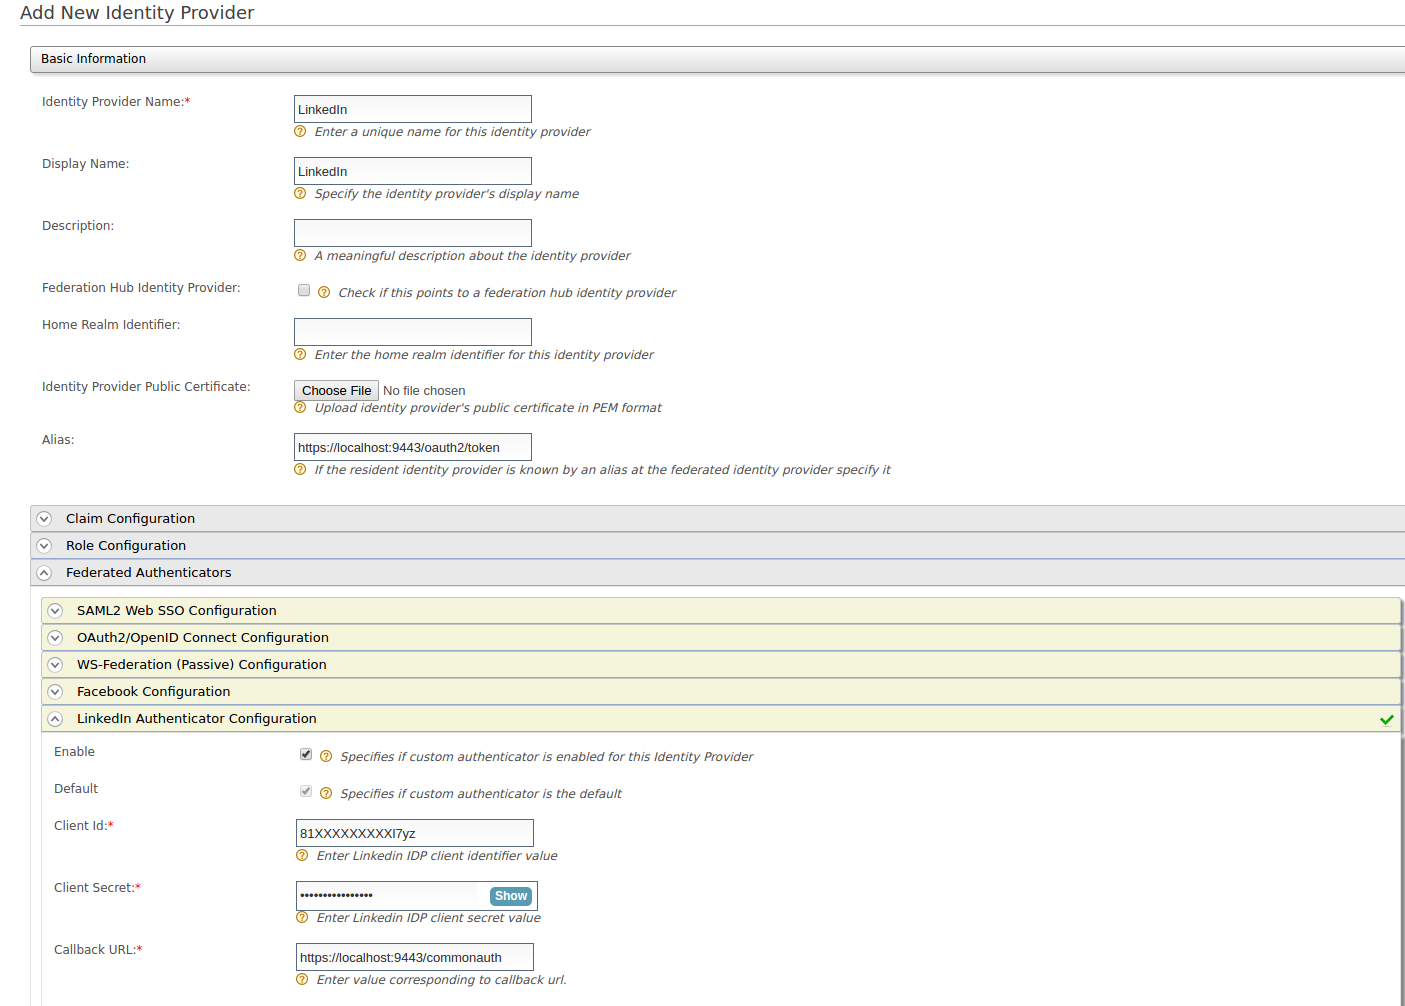 Add New Identity Provider
Basic Information
Identity Provider Name:*
LinkedIn
Enter a unique name for this identity provider
Display Name:
LinkedIn
Specify the identity provider's display name
Description:
A meaningful description about the identity provider
Federation Hub Identity Provider:
Check if this points to a federation hub identity provider
Home Realm Identifier:
Enter the home realm identifier for this identity provider
Identity Provider Public Certificate:
Choose File No file chosen
Upload identity provider's public certificate in PEM format
Alias:
https://localhost:9443/oauth2/token
If the resident identity provider is known by an alias at the federated identity provider specify it
Claim Configuration
Role Configuration
Federated Authenticators
SAML2 Web SSO Configuration
OAuth2/OpenID Connect Configuration
WS-Federation (Passive) Configuration
Facebook Configuration
LinkedIn Authenticator Configuration
Enable
Specifies if custom authenticator is enabled for this Identity Provider
Default
Specifies if custom authenticator is the default
Client Id:*
81XXXXXXXXXI7yz
Enter Linkedin IDP client identifier value
Client Secret:*
••••••••••••••••
Show
Enter Linkedin IDP client secret value
Callback URL:*
https://localhost:9443/commonauth
Enter value corresponding to callback url.